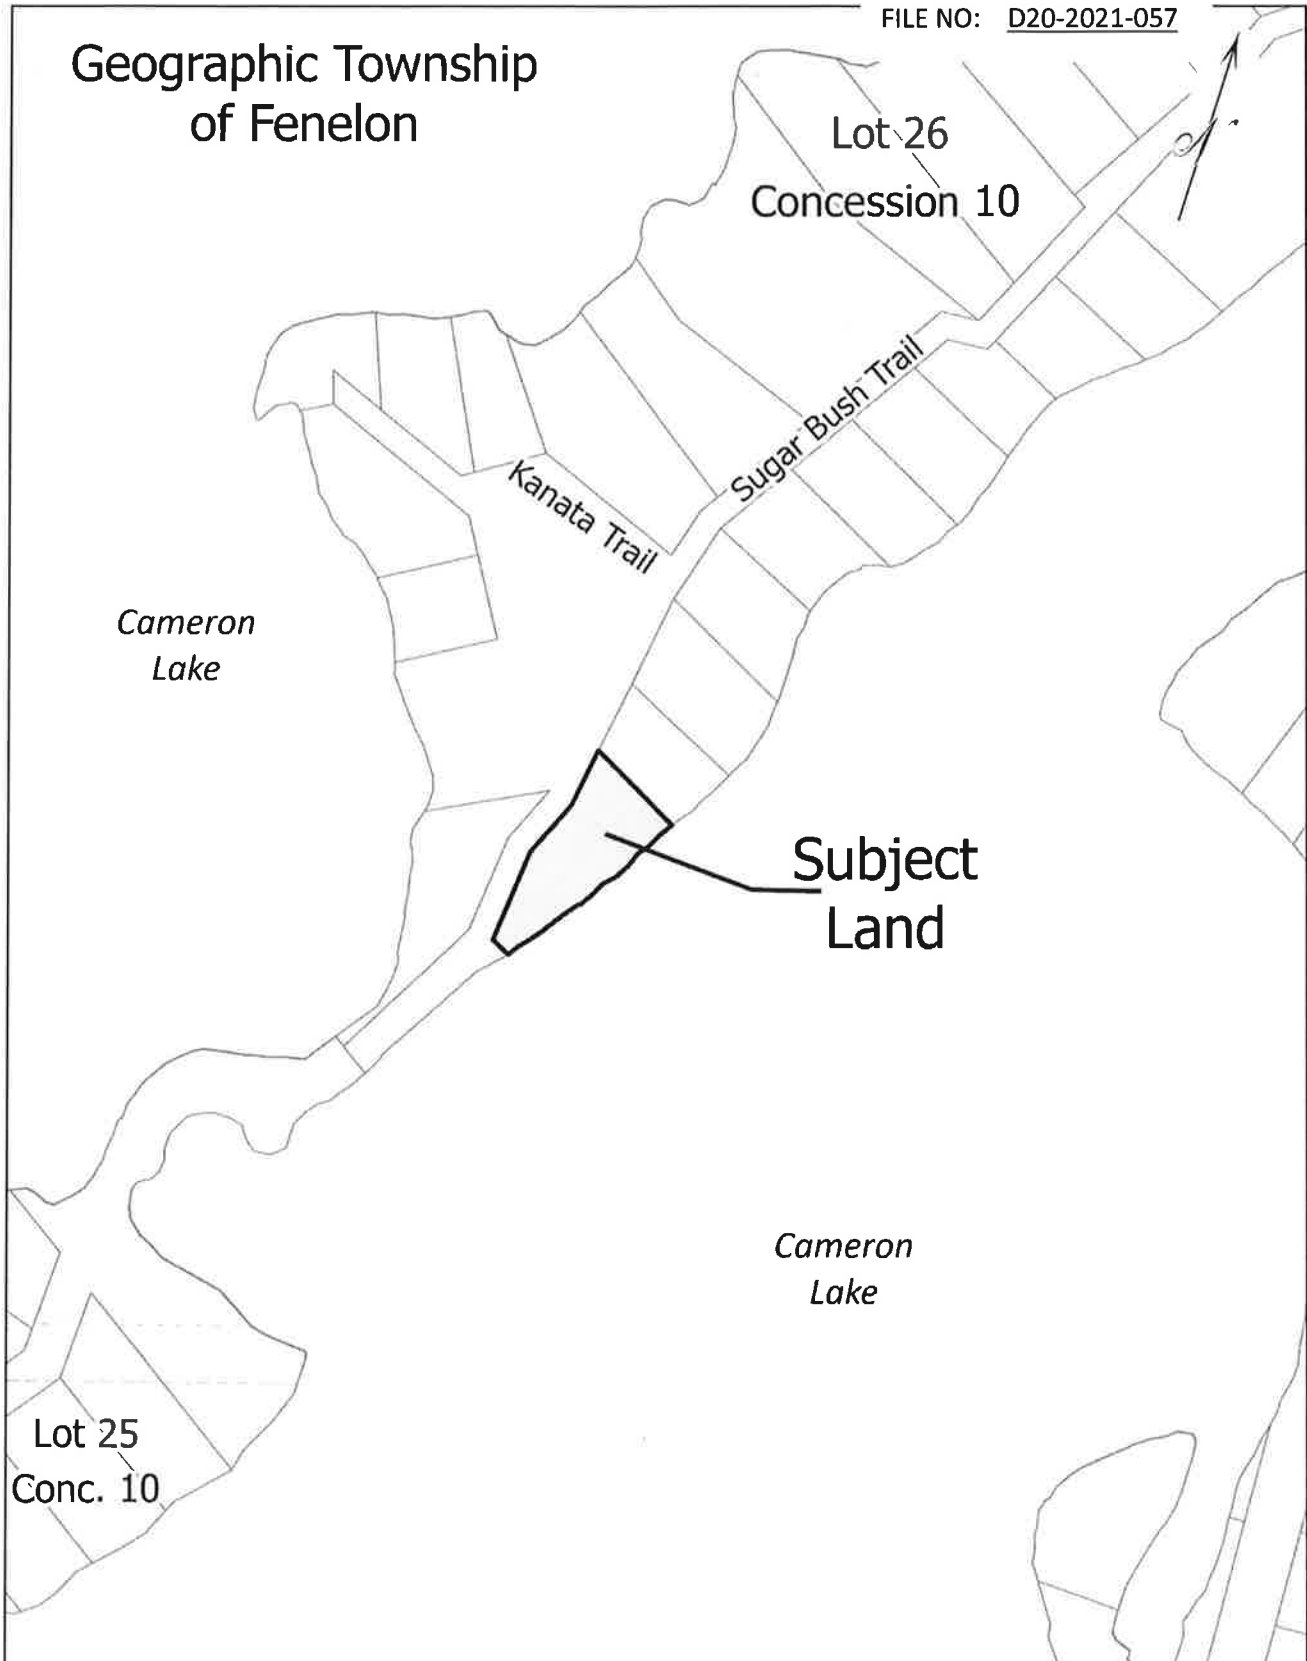 FILE NO: D20-2021-057
Geographic Township
of Fenelon
Lot 26
Concession 10
Sugar Bush Trail
Kanata Trail
Cameron
Lake
Subject
Land
Cameron
Lake
Lot 25
Conc. 10